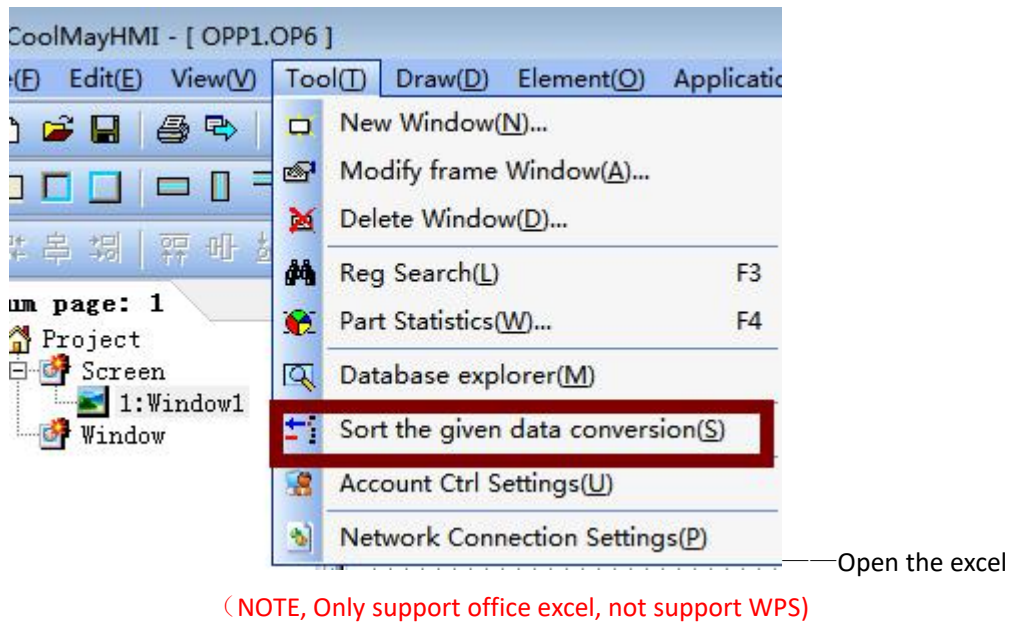 CoolMayHMI - [ OPP1.OP6 ]
(F) Edit(E) View(V) Tool(T) Draw(D) Element(O)
New Window(N)...
Modify frame Window(A)...
Delete Window(D)...
Reg Search(L) F3
Part Statistics(W)... F4
Database explorer(M)
Sort the given data conversion(S)
Account Ctrl Settings(U)
Network Connection Settings(P)
page: 1
Project
Screen
1:Window1
Window
——Open the excel
（NOTE, Only support office excel, not support WPS)